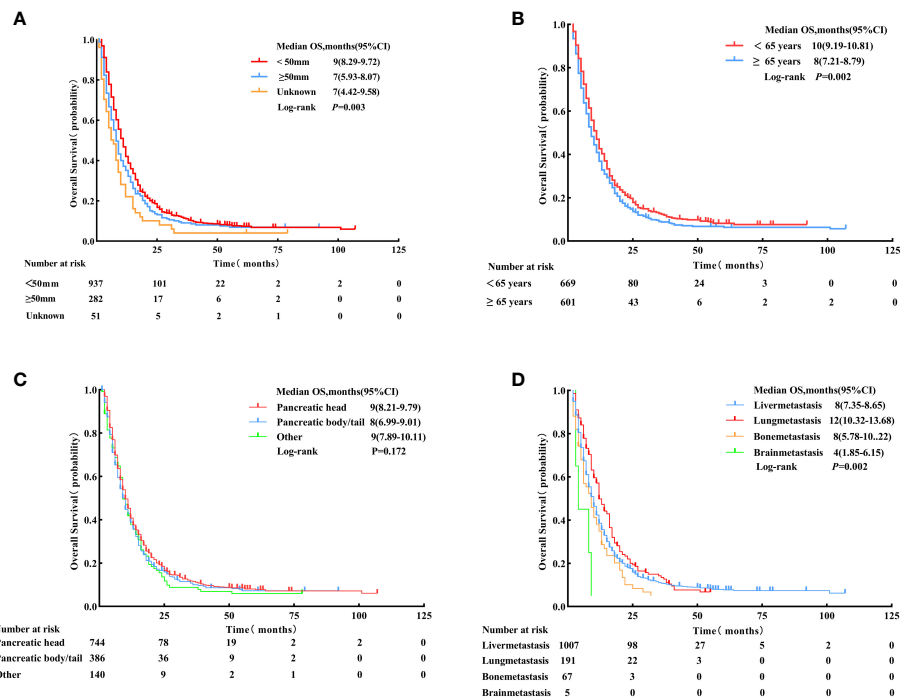 A
Median OS,months(95%CI)
< 50mm 9(8.29-9.72)
≥50mm 7(5.93-8.07)
Unknown 7(4.42-9.58)
Log-rank P=0.003
Overall Survival( probability)
1.0
0.8
0.6
0.4
0.2
0.0
25 50 75 100 125
Time( months)
Number at risk
<50mm 937 101 22 2 2 0
≥50mm 282 17 6 2 0 0
Unknown 51 5 2 1 0 0
B
Median OS,months(95%CI)
< 65 years 10(9.19-10.81)
≥ 65 years 8(7.21-8.79)
Log-rank P=0.002
Overall Survival( probability)
1.0
0.8
0.6
0.4
0.2
0.0
25 50 75 100 125
Time( months)
Number at risk
<65 years 669 80 24 3 0 0
≥ 65 years 601 43 6 2 2 0
C
Median OS,months(95%CI)
Pancreatic head 9(8.21-9.79)
Pancreatic body/tail 8(6.99-9.01)
Other 9(7.89-10.11)
Log-rank P=0.172
Overall Survival( probability)
1.0
0.8
0.6
0.4
0.2
0.0
25 50 75 100 125
Time( months)
Number at risk
Pancreatic head 744 78 19 2 2 0
Pancreatic body/tail 386 36 9 2 0 0
Other 140 9 2 1 0 0
D
Median OS,months(95%CI)
Livermetastasis 8(7.35-8.65)
Lungmetastasis 12(10.32-13.68)
Bonemetastasis 8(5.78-10..22)
Brainmetastasis 4(1.85-6.15)
Log-rank P=0.002
Overall Survival( probability)
1.0
0.8
0.6
0.4
0.2
0.0
25 50 75 100 125
Time( months)
Number at risk
Livermetastasis 1007 98 27 5 2 0
Lungmetastasis 191 22 3 0 0 0
Bonemetastasis 67 3 0 0 0 0
Brainmetastasis 5 0 0 0 0 0